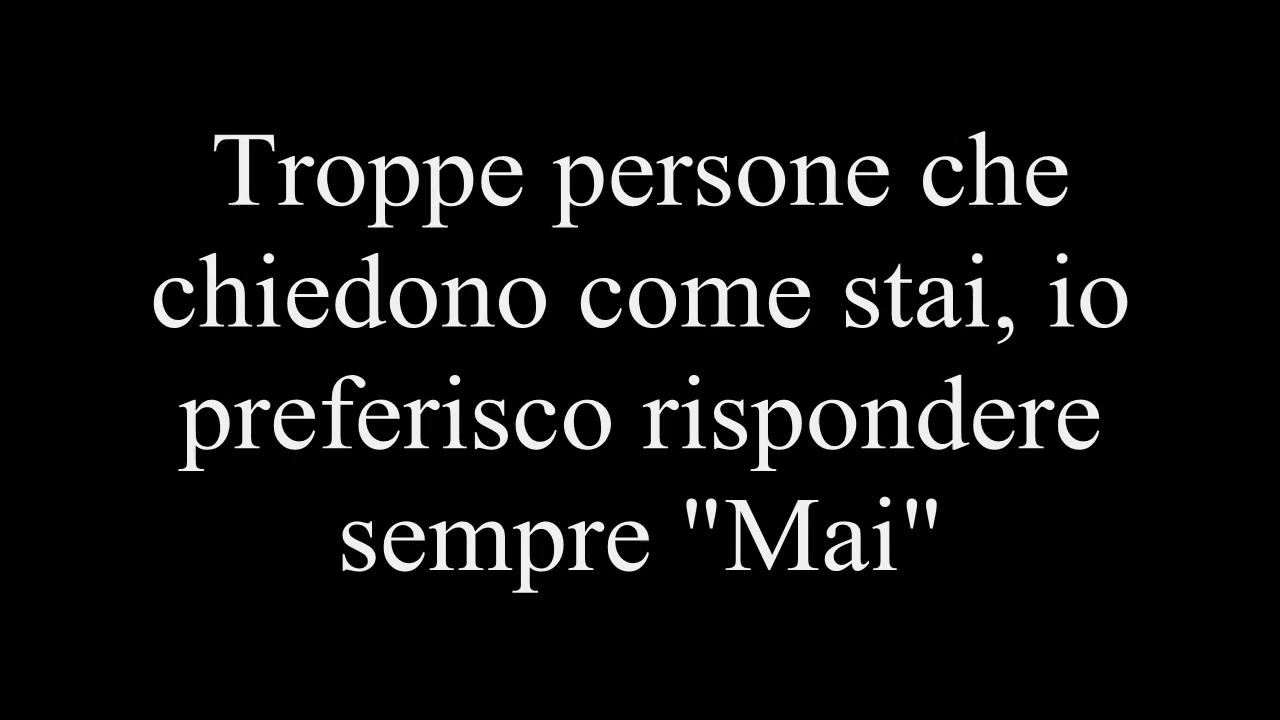 Troppe persone che
chiedono come stai, io
preferisco rispondere
sempre "Mai"